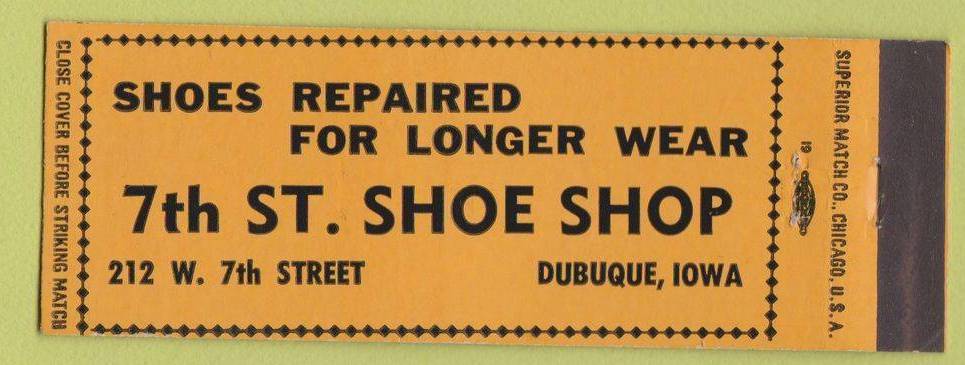 CLOSE COVER BEFORE STRIKING MATCH
SHOES REPAIRED
FOR LONGER WEAR
7th ST. SHOE SHOP
212 W. 7th STREET DUBUQUE, IOWA
19
SUPERIOR MATCH CO., CHICAGO, U.S.A.